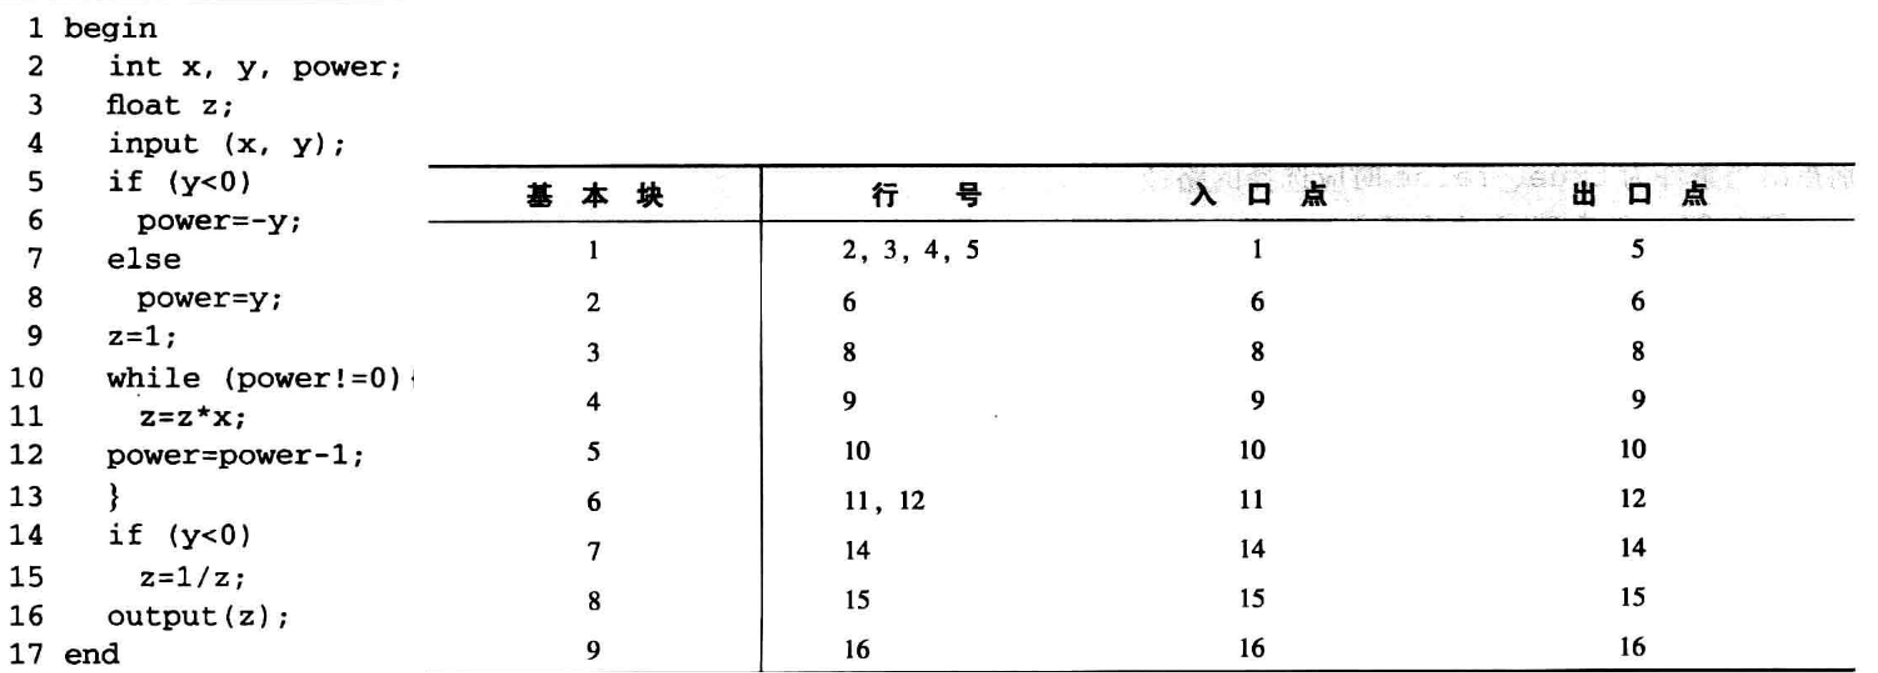 1 begin
2 int x, y, power;
3 float z;
4 input (x, y);
5 if (y<0)
6 power=-y;
7 else
8 power=y;
9 z=1;
10 while (power!=0){
11 z=z*x;
12 power=power-1;
13 }
14 if (y<0)
15 z=1/z;
16 output(z);
17 end
基 本 块 行 号 入 口 点 出 口 点
1 2, 3, 4, 5 1 5
2 6 6 6
3 8 8 8
4 9 9 9
5 10 10 10
6 11, 12 11 12
7 14 14 14
8 15 15 15
9 16 16 16